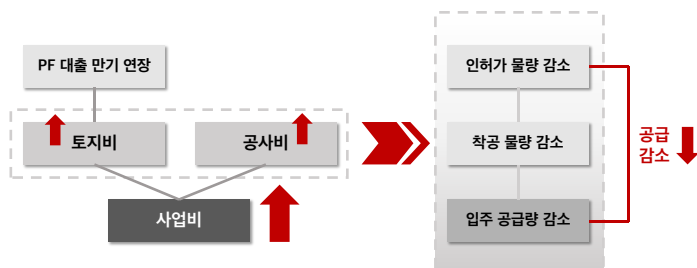 PF 대출 만기 연장
토지비
공사비
사업비
인허가 물량 감소
착공 물량 감소
입주 공급량 감소
공급
감소